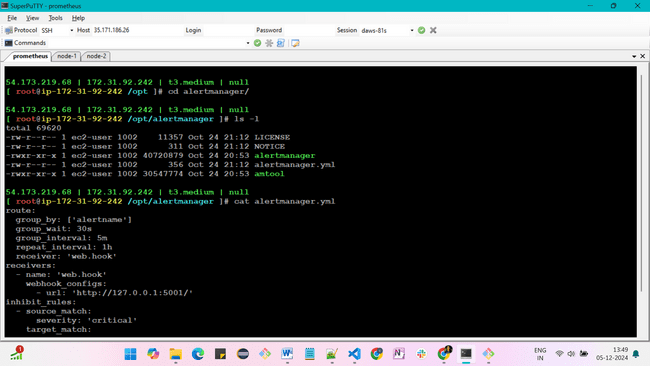 SuperPuTTY - prometheus
File View Tools Help
Protocol SSH Host 35.171.186.26 Login Password Session daws-81s
Commands
prometheus node-1 node-2
54.173.219.68 | 172.31.92.242 | t3.medium | null
[ root@ip-172-31-92-242 /opt ]# cd alertmanager/
54.173.219.68 | 172.31.92.242 | t3.medium | null
[ root@ip-172-31-92-242 /opt/alertmanager ]# ls -l
total 69620
-rw-r--r-- 1 ec2-user 1002 11357 Oct 24 21:12 LICENSE
-rw-r--r-- 1 ec2-user 1002 311 Oct 24 21:12 NOTICE
-rwxr-xr-x 1 ec2-user 1002 40720879 Oct 24 20:53 alertmanager
-rw-r--r-- 1 ec2-user 1002 356 Oct 24 21:12 alertmanager.yml
-rwxr-xr-x 1 ec2-user 1002 30547774 Oct 24 20:53 amtool
54.173.219.68 | 172.31.92.242 | t3.medium | null
[ root@ip-172-31-92-242 /opt/alertmanager ]# cat alertmanager.yml
route:
  group_by: ['alertname']
  group_wait: 30s
  group_interval: 5m
  repeat_interval: 1h
  receiver: 'web.hook'
receivers:
  - name: 'web.hook'
    webhook_configs:
      - url: 'http://127.0.0.1:5001/'
inhibit_rules:
  - source_match:
      severity: 'critical'
    target_match:
ENG 13:49
IN 05-12-2024